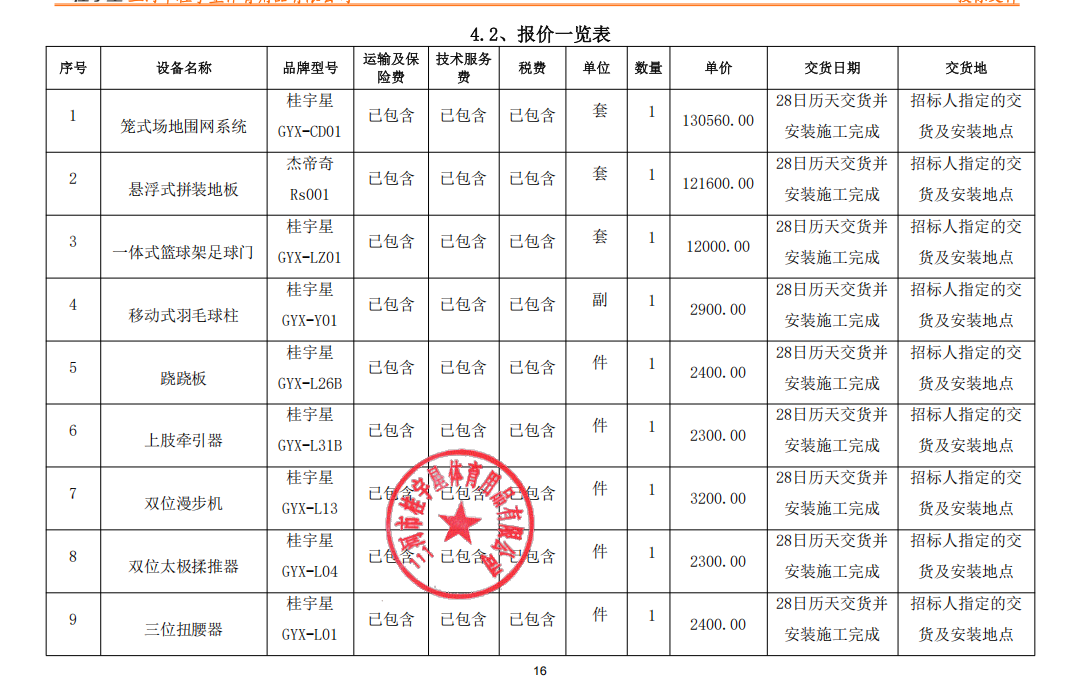 4.2、报价一览表
序号 设备名称 品牌型号 运输及保险费 技术服务费 税费 单位 数量 单价 交货日期 交货地
1 笼式场地围网系统 桂宇星 GYX-CD01 已包含 已包含 已包含 套 1 130560.00 28日历天交货并安装施工完成 招标人指定的交货及安装地点
2 悬浮式拼装地板 杰帝奇 Rs001 已包含 已包含 已包含 套 1 121600.00 28日历天交货并安装施工完成 招标人指定的交货及安装地点
3 一体式篮球架足球门 桂宇星 GYX-LZ01 已包含 已包含 已包含 套 1 12000.00 28日历天交货并安装施工完成 招标人指定的交货及安装地点
4 移动式羽毛球柱 桂宇星 GYX-Y01 已包含 已包含 已包含 副 1 2900.00 28日历天交货并安装施工完成 招标人指定的交货及安装地点
5 跷跷板 桂宇星 GYX-L26B 已包含 已包含 已包含 件 1 2400.00 28日历天交货并安装施工完成 招标人指定的交货及安装地点
6 上肢牵引器 桂宇星 GYX-L31B 已包含 已包含 已包含 件 1 2300.00 28日历天交货并安装施工完成 招标人指定的交货及安装地点
7 双位漫步机 桂宇星 GYX-L13 已包含 已包含 已包含 件 1 3200.00 28日历天交货并安装施工完成 招标人指定的交货及安装地点
8 双位太极揉推器 桂宇星 GYX-L04 已包含 已包含 已包含 件 1 2300.00 28日历天交货并安装施工完成 招标人指定的交货及安装地点
9 三位扭腰器 桂宇星 GYX-L01 已包含 已包含 已包含 件 1 2400.00 28日历天交货并安装施工完成 招标人指定的交货及安装地点
三河市桂宇星体育用品有限公司
16